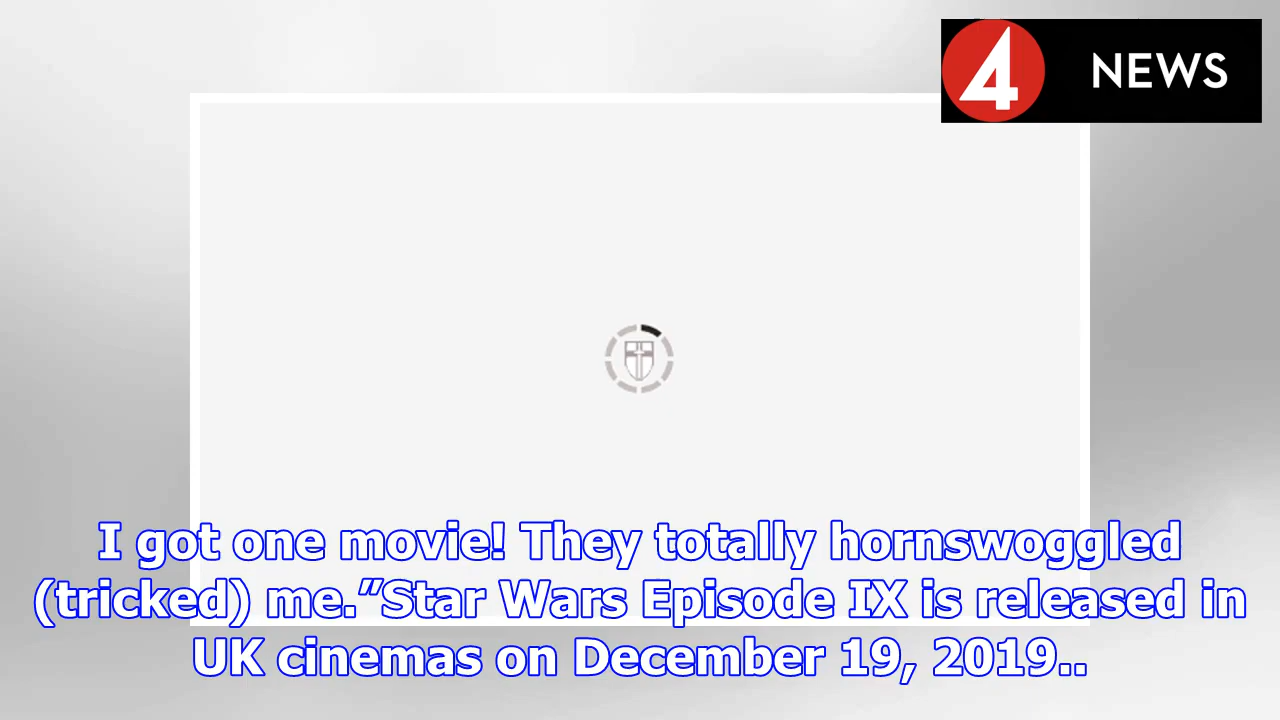 4 NEWS
I got one movie! They totally hornswoggled
(tricked) me.”Star Wars Episode IX is released in
UK cinemas on December 19, 2019..